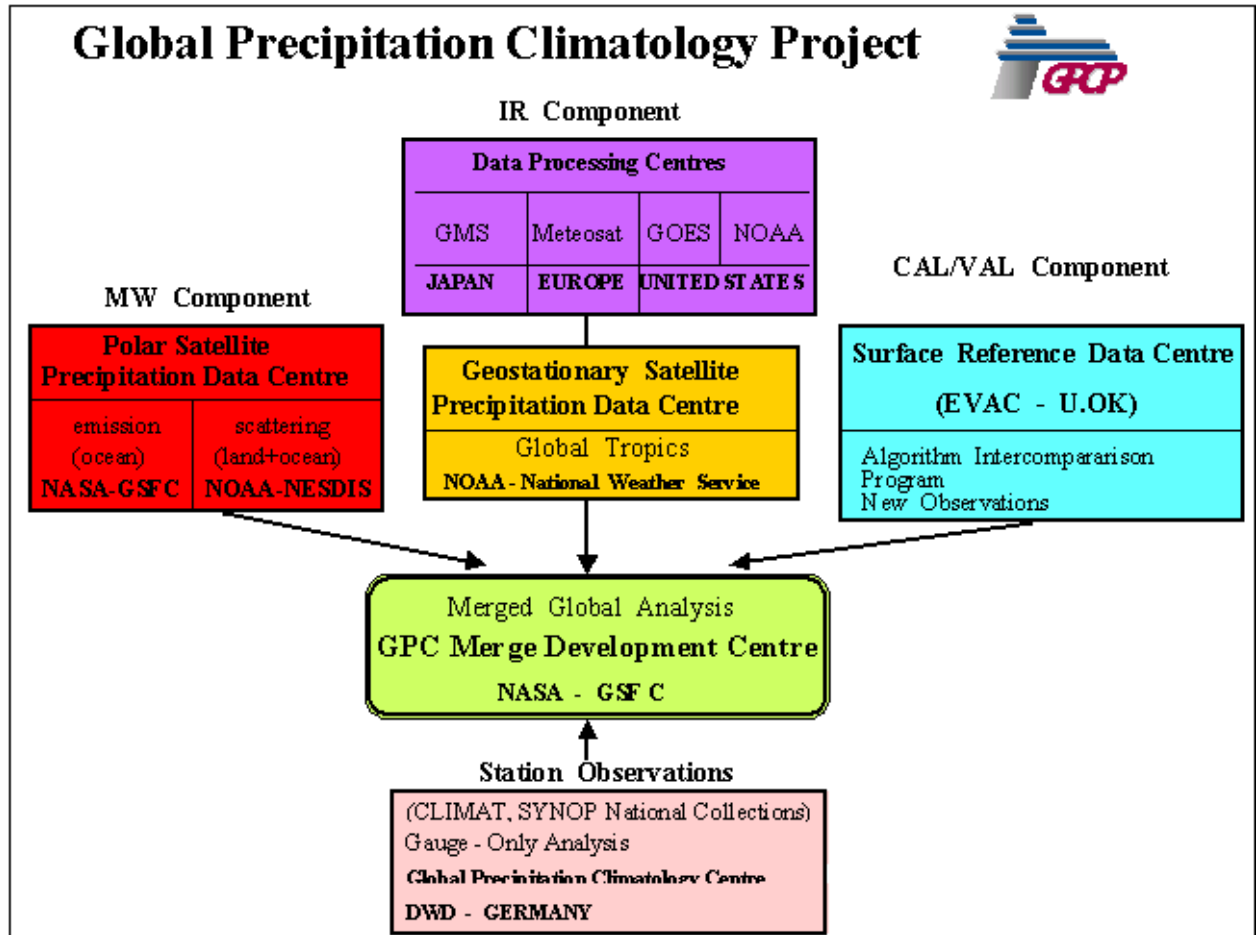 Global Precipitation Climatology Project
GPCP
IR Component
Data Processing Centres
GMS Meteosat GOES NOAA
JAPAN EUROPE UNITED STATES
MW Component
Polar Satellite
Precipitation Data Centre
emission scattering
(ocean) (land+ocean)
NASA-GSFC NOAA-NESDIS
Geostationary Satellite
Precipitation Data Centre
Global Tropics
NOAA - National Weather Service
CAL/VAL Component
Surface Reference Data Centre
(EVAC - U.OK)
Algorithm Intercompararison
Program
New Observations
Merged Global Analysis
GPC Merge Development Centre
NASA - GSFC
Station Observations
(CLIMAT, SYNOP National Collections)
Gauge - Only Analysis
Global Precipitation Climatology Centre
DWD - GERMANY